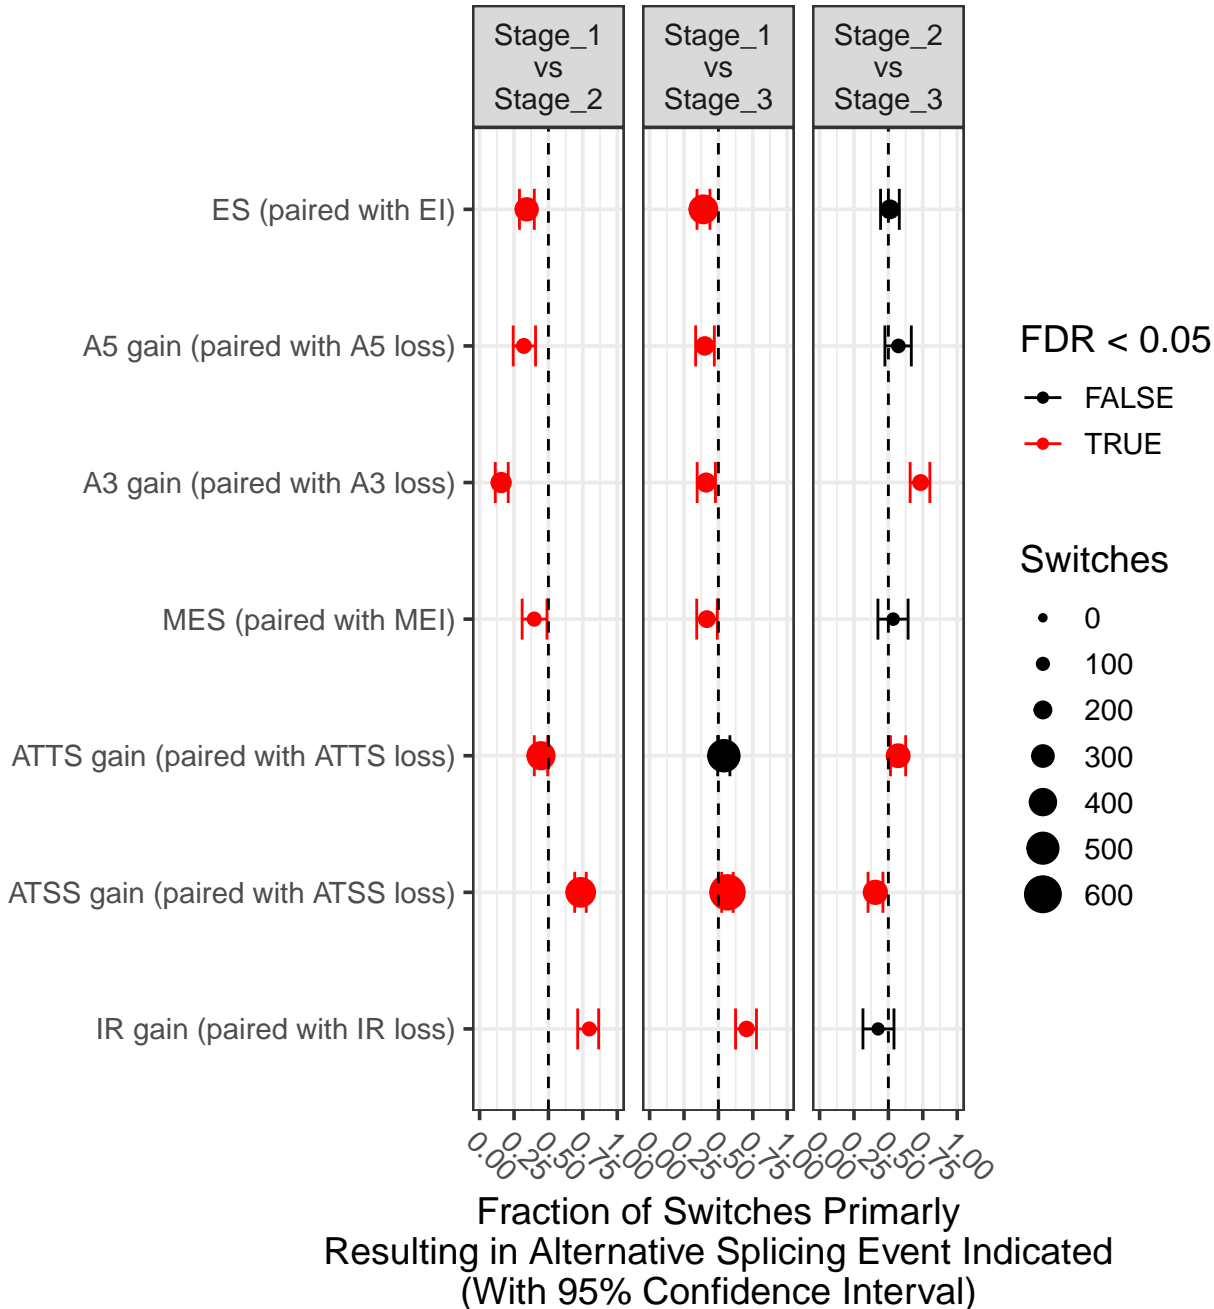 Stage_1
vs
Stage_2
Stage_1
vs
Stage_3
Stage_2
vs
Stage_3
ES (paired with EI)
A5 gain (paired with A5 loss)
A3 gain (paired with A3 loss)
MES (paired with MEI)
ATTS gain (paired with ATTS loss)
ATSS gain (paired with ATSS loss)
IR gain (paired with IR loss)
0.00
0.25
0.50
0.75
1.00
0.00
0.25
0.50
0.75
1.00
0.00
0.25
0.50
0.75
1.00
Fraction of Switches Primarly
Resulting in Alternative Splicing Event Indicated
(With 95% Confidence Interval)
FDR < 0.05
FALSE
TRUE
Switches
0
100
200
300
400
500
600